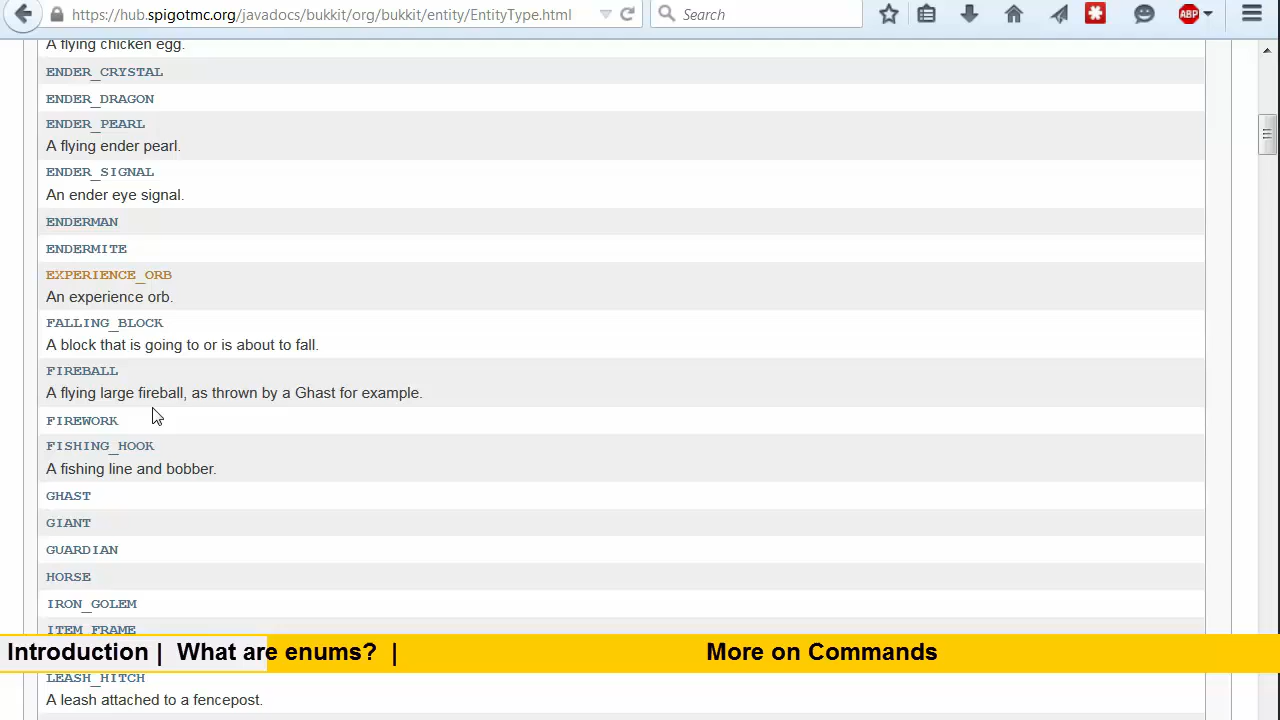 https://hub.spigotmc.org/javadocs/bukkit/org/bukkit/entity/EntityType.html
Search
ABP
A flying chicken egg.
ENDER_CRYSTAL
ENDER_DRAGON
ENDER_PEARL
A flying ender pearl.
ENDER_SIGNAL
An ender eye signal.
ENDERMAN
ENDERMITE
EXPERIENCE_ORB
An experience orb.
FALLING_BLOCK
A block that is going to or is about to fall.
FIREBALL
A flying large fireball, as thrown by a Ghast for example.
FIREWORK
FISHING_HOOK
A fishing line and bobber.
GHAST
GIANT
GUARDIAN
HORSE
IRON_GOLEM
ITEM_FRAME
Introduction | What are enums? | More on Commands
LEASH_HITCH
A leash attached to a fencepost.